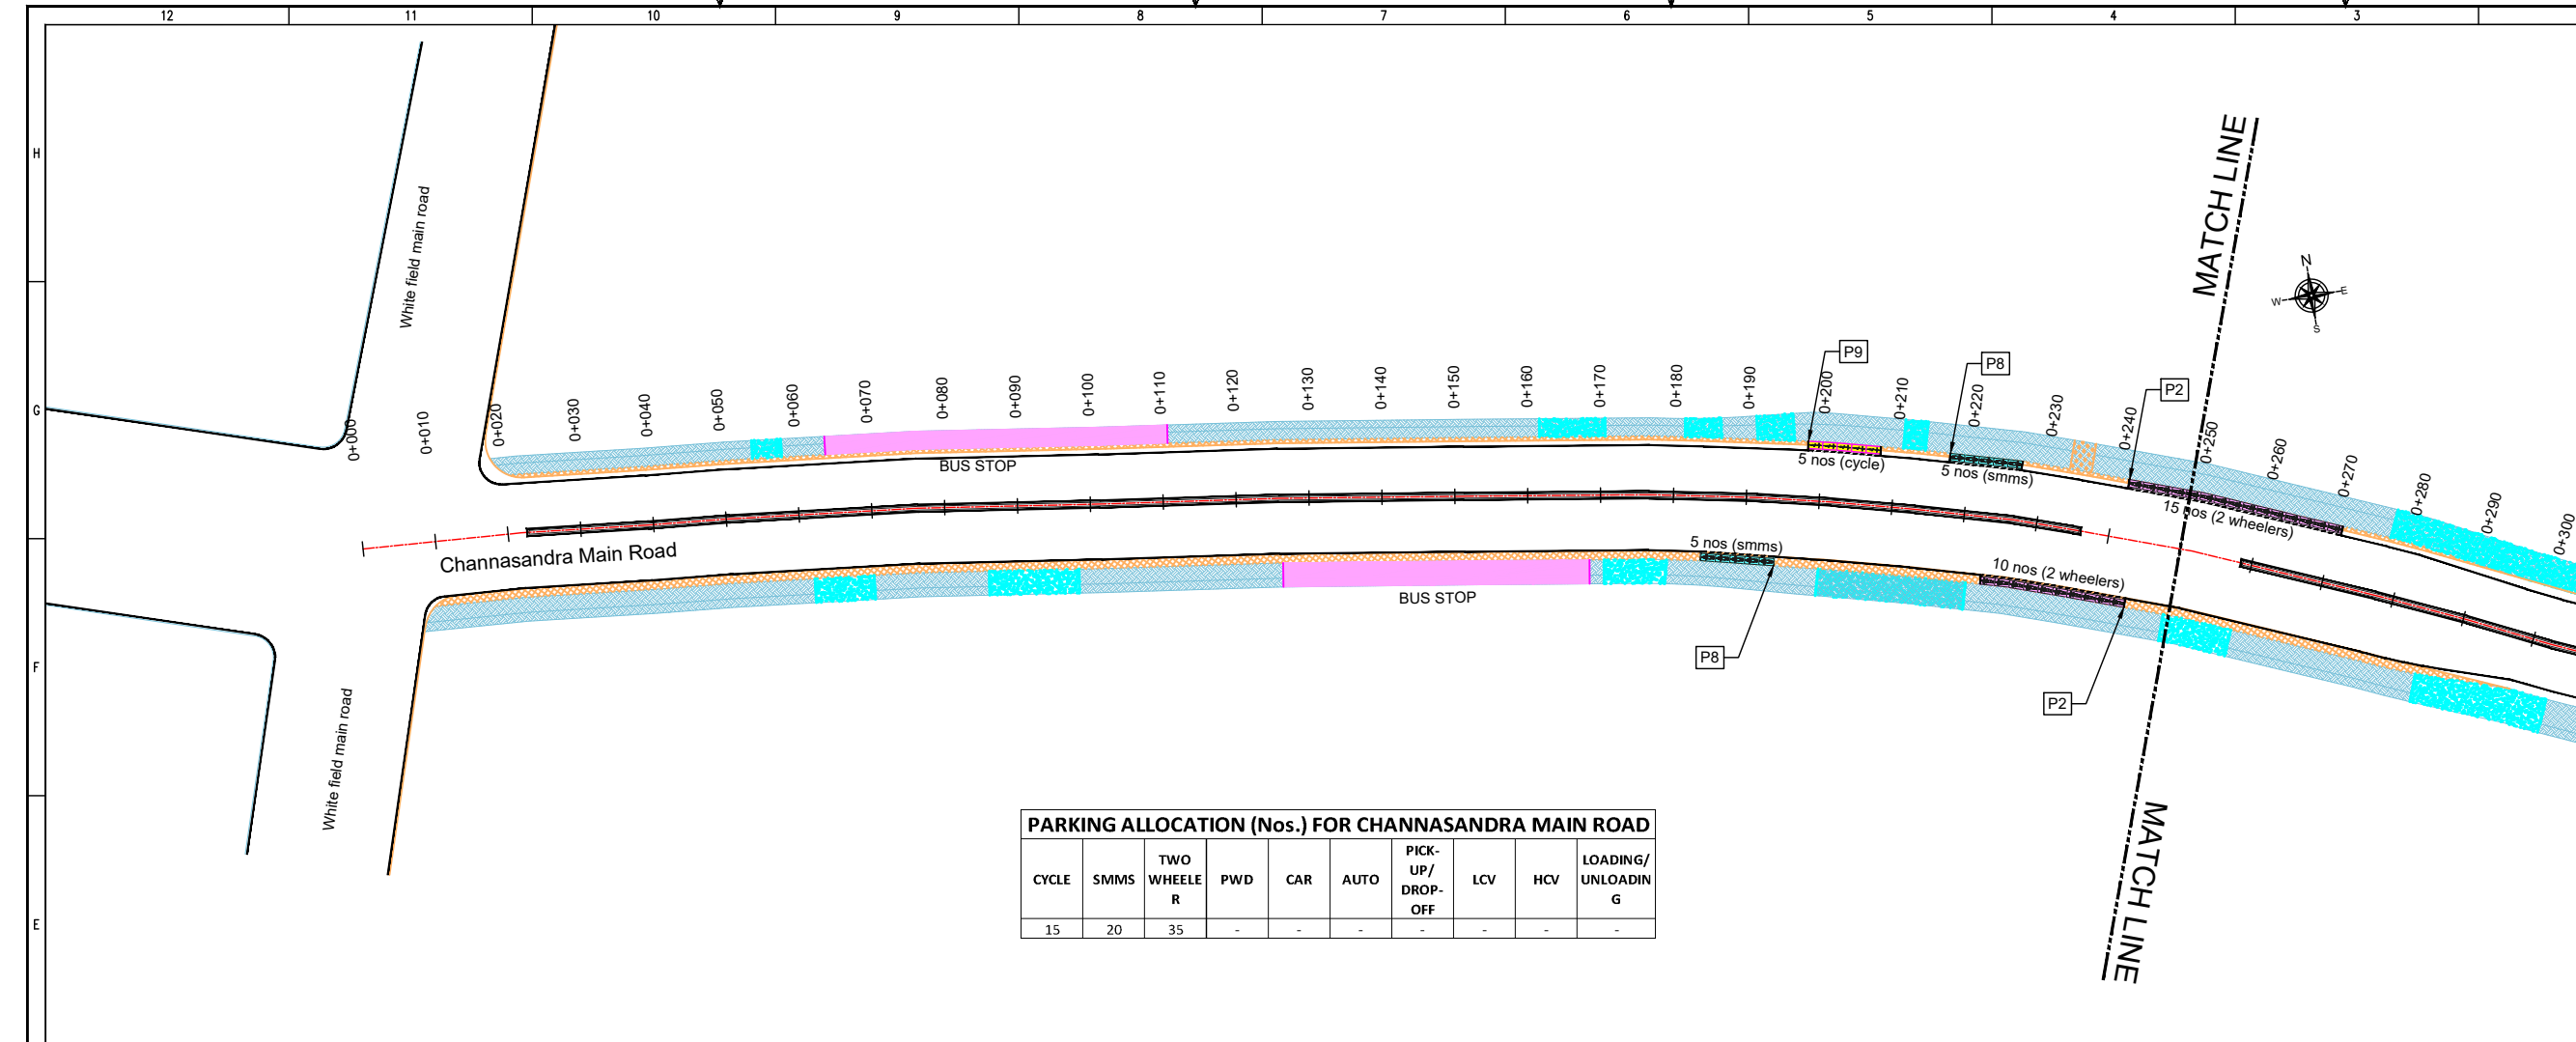 12 11 10 9 8 7 6 5 4 3
H
G
F
E
White field main road
White field main road
MATCH LINE
MATCH LINE
N
W E
S
P9
P8
P2
0+000 0+010 0+020 0+030 0+040 0+050 0+060 0+070 0+080 0+090 0+100 0+110 0+120 0+130 0+140 0+150 0+160 0+170 0+180 0+190 0+200 0+210 0+220 0+230 0+240 0+250 0+260 0+270 0+280 0+290 0+300
BUS STOP
5 nos (cycle)
5 nos (smms)
15 nos (2 wheelers)
Channasandra Main Road
5 nos (smms)
10 nos (2 wheelers)
BUS STOP
P8
P2
PARKING ALLOCATION (Nos.) FOR CHANNASANDRA MAIN ROAD
CYCLE
SMMS
TWO
WHEELE
R
PWD
CAR
AUTO
PICK-
UP/
DROP-
OFF
LCV
HCV
LOADING/
UNLOADIN
G
15 20 35 - - - - - - -